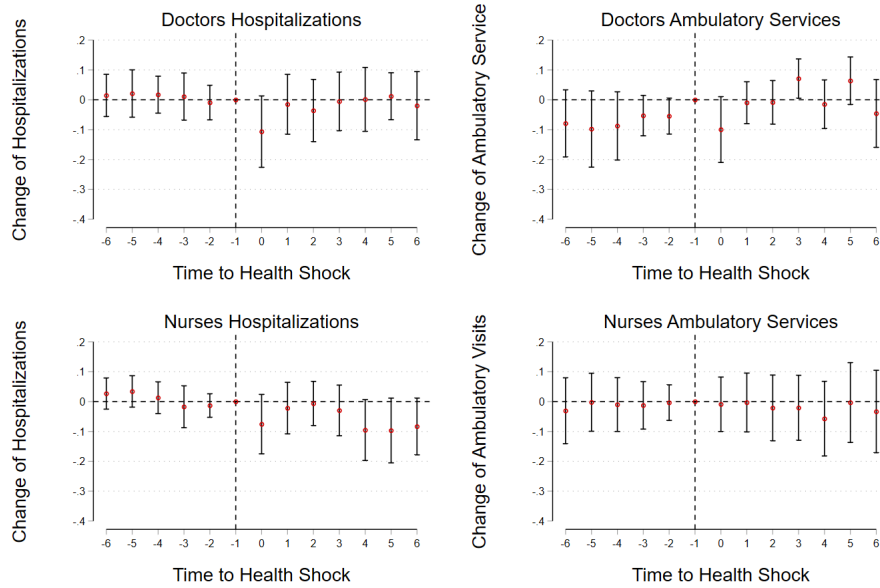 Doctors Hospitalizations
Change of Hospitalizations
.2
.1
0
-.1
-.2
-.3
-.4
-6 -5 -4 -3 -2 -1 0 1 2 3 4 5 6
Time to Health Shock
Doctors Ambulatory Services
Change of Ambulatory Service
.2
.1
0
-.1
-.2
-.3
-.4
-6 -5 -4 -3 -2 -1 0 1 2 3 4 5 6
Time to Health Shock
Nurses Hospitalizations
Change of Hospitalizations
.2
.1
0
-.1
-.2
-.3
-.4
-6 -5 -4 -3 -2 -1 0 1 2 3 4 5 6
Time to Health Shock
Nurses Ambulatory Services
Change of Ambulatory Visits
.2
.1
0
-.1
-.2
-.3
-.4
-6 -5 -4 -3 -2 -1 0 1 2 3 4 5 6
Time to Health Shock